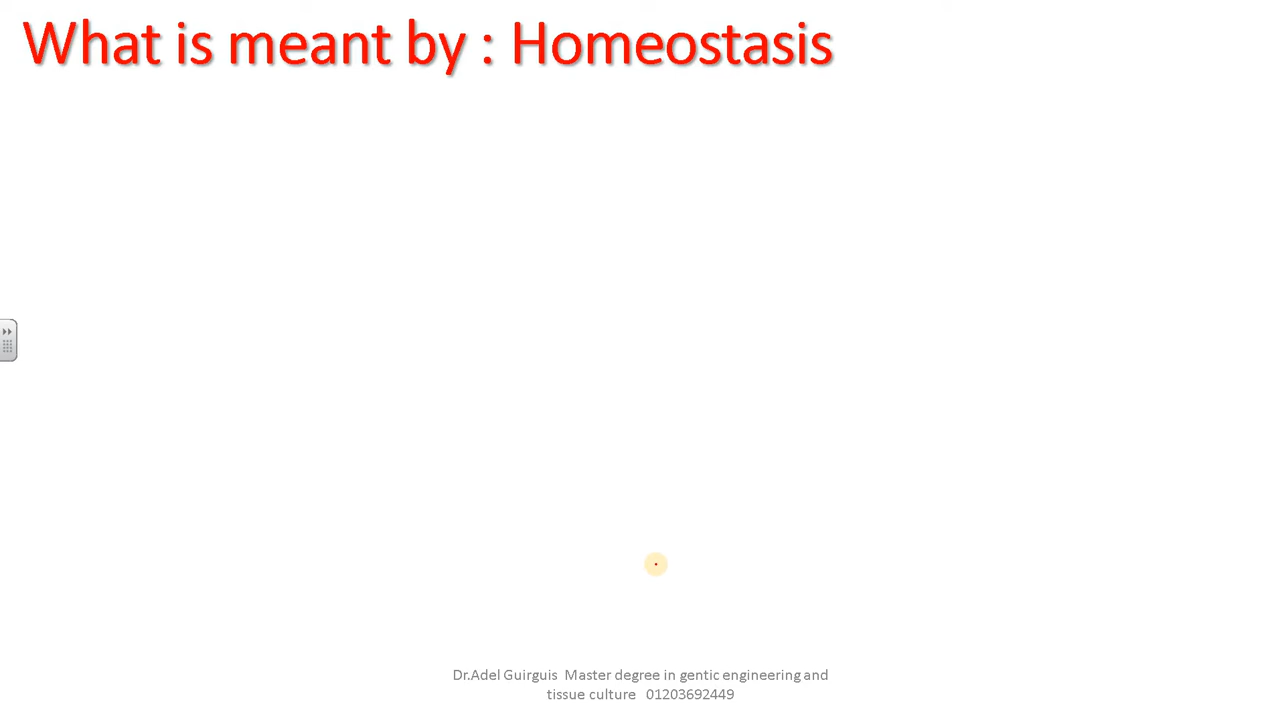 What is meant by : Homeostasis
Dr.Adel Guirguis Master degree in gentic engineering and
tissue culture 01203692449